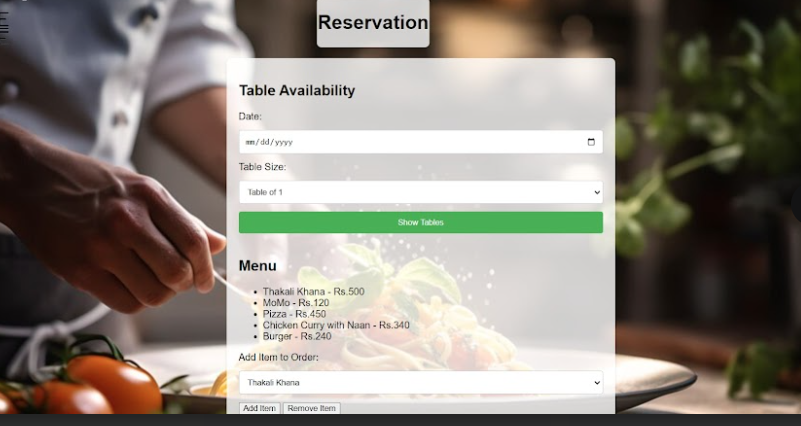 Reservation
Table Availability
Date:
mm/dd/yyyy
Table Size:
Table of 1
Show Tables
Menu
Thakali Khana - Rs.500
MoMo - Rs.120
Pizza - Rs.450
Chicken Curry with Naan - Rs.340
Burger - Rs.240
Add Item to Order:
Thakali Khana
Add Item Remove Item